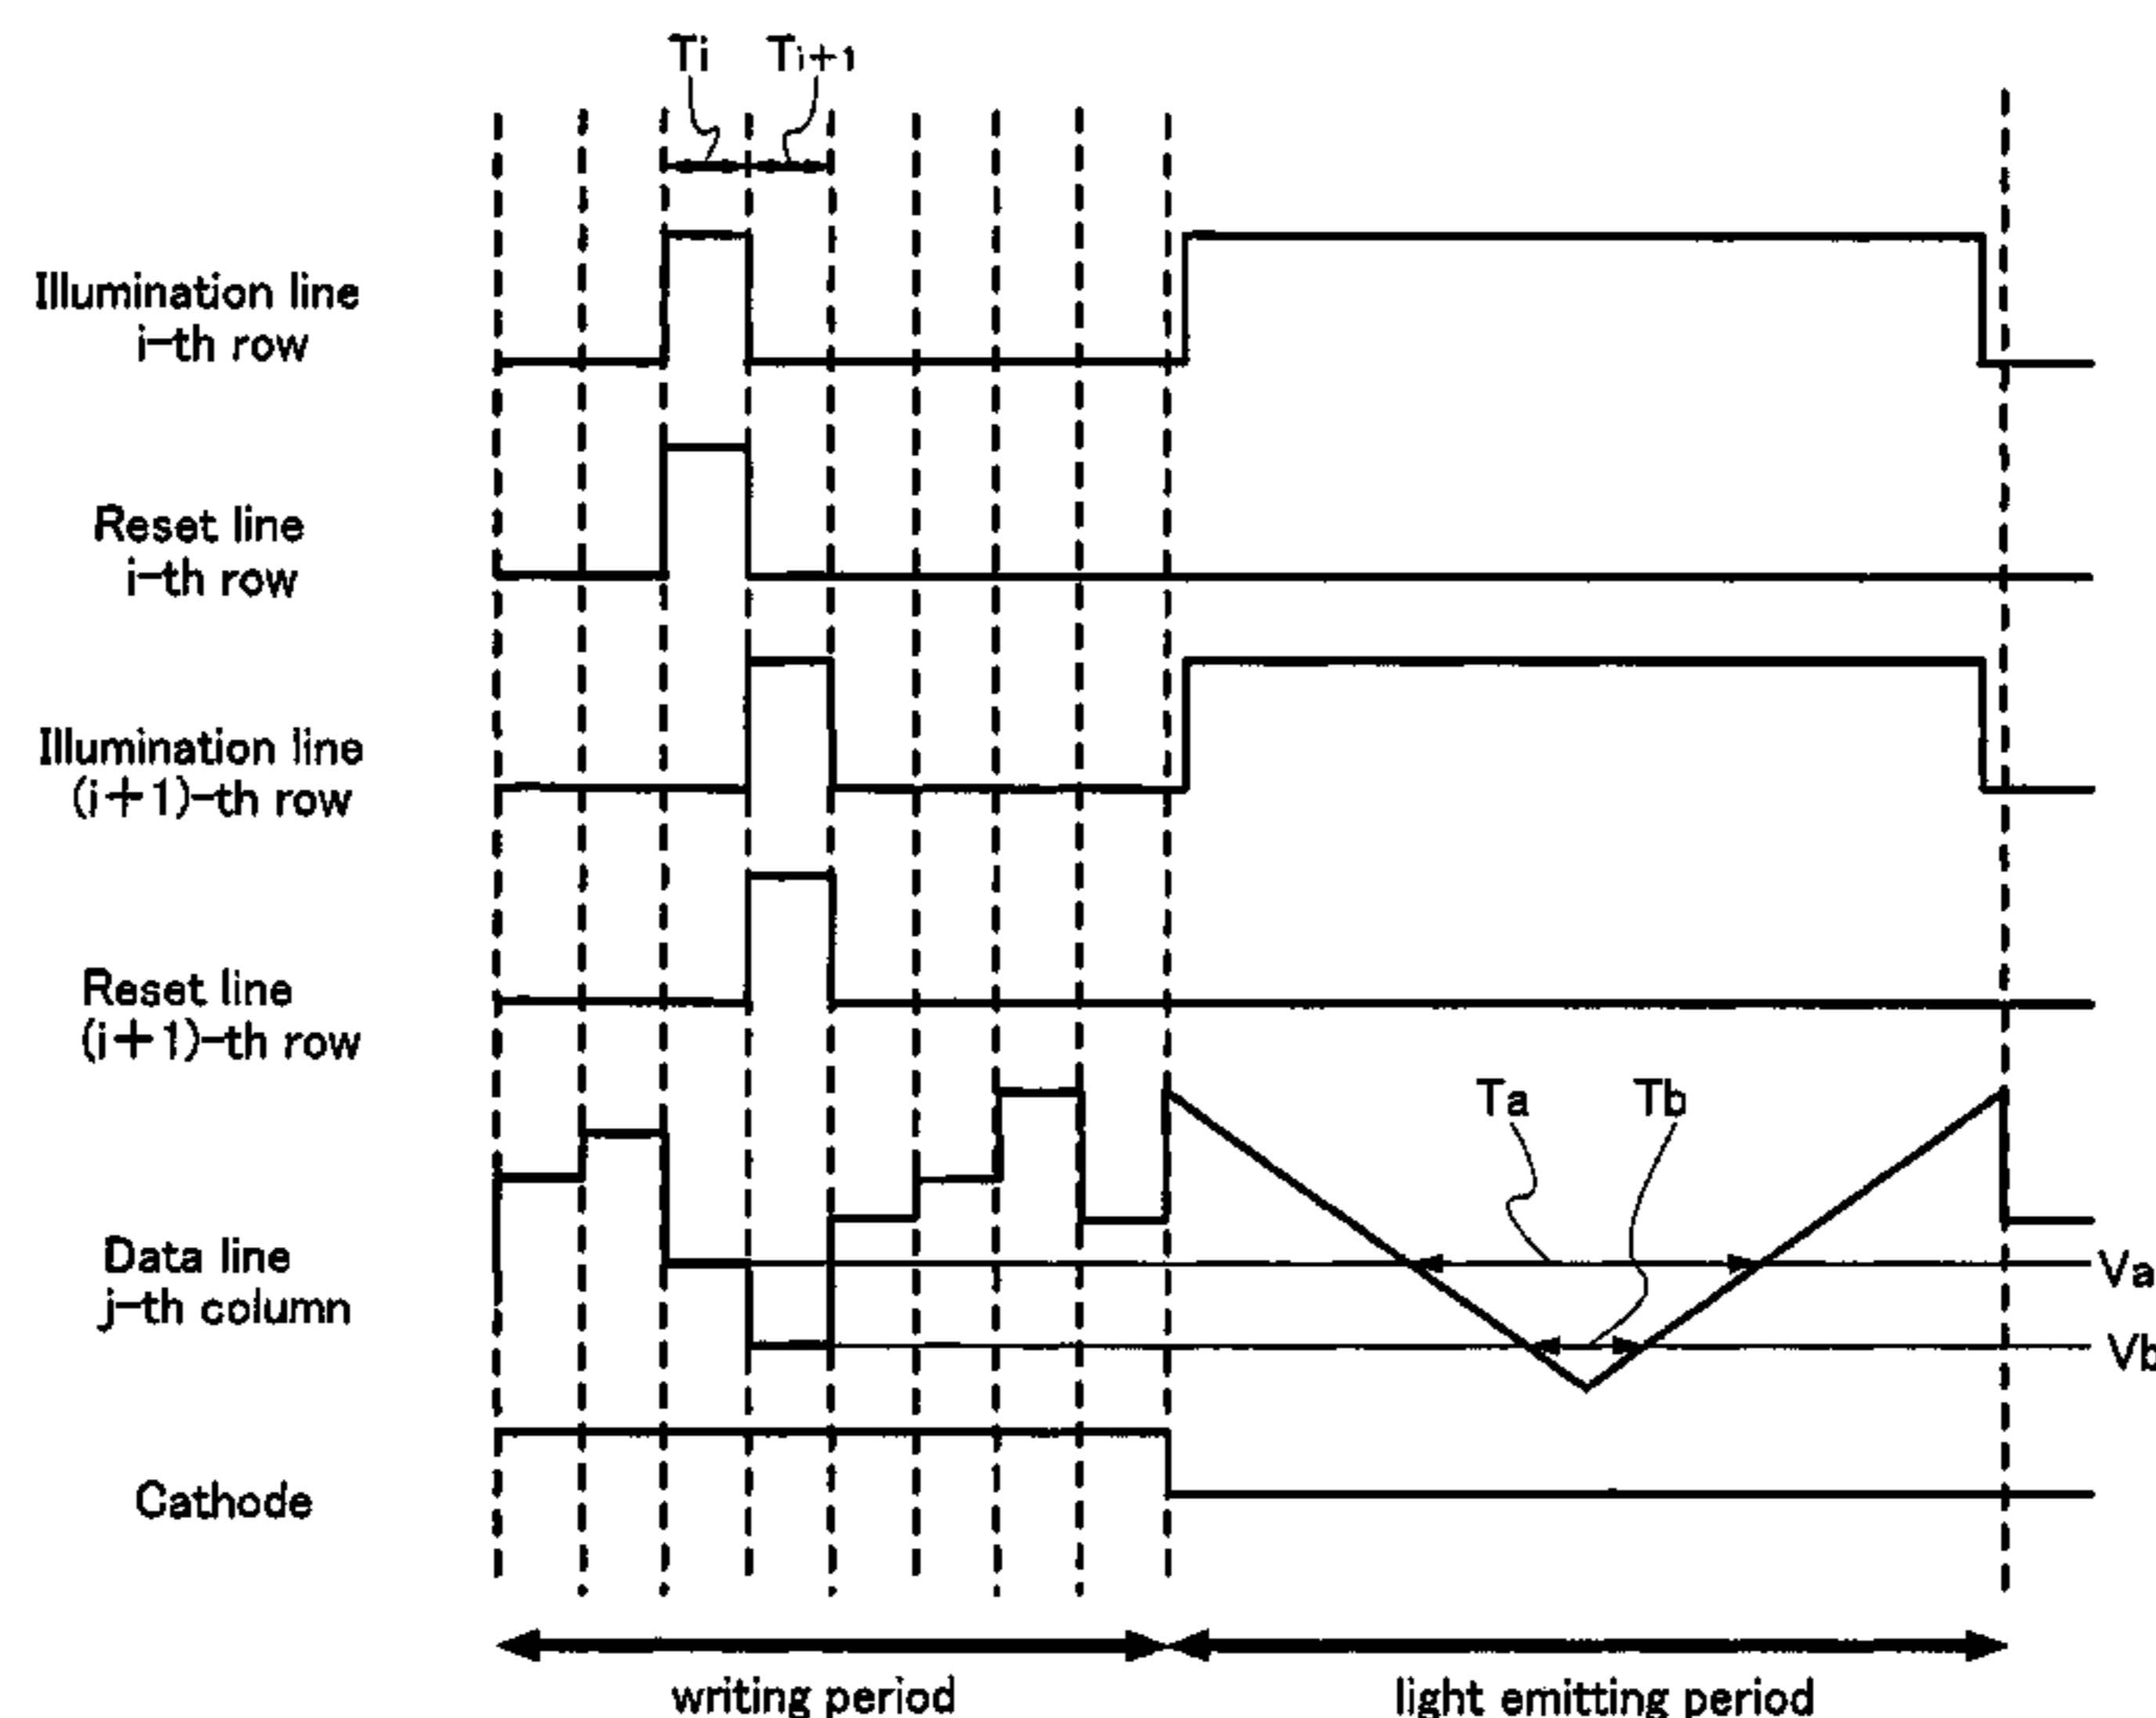 Ti Ti+1
Illumination line
i-th row
Reset line
i-th row
Illumination line
(i+1)-th row
Reset line
(i+1)-th row
Ta Tb
Data line
j-th column
Va
Vb
Cathode
writing period
light emitting period